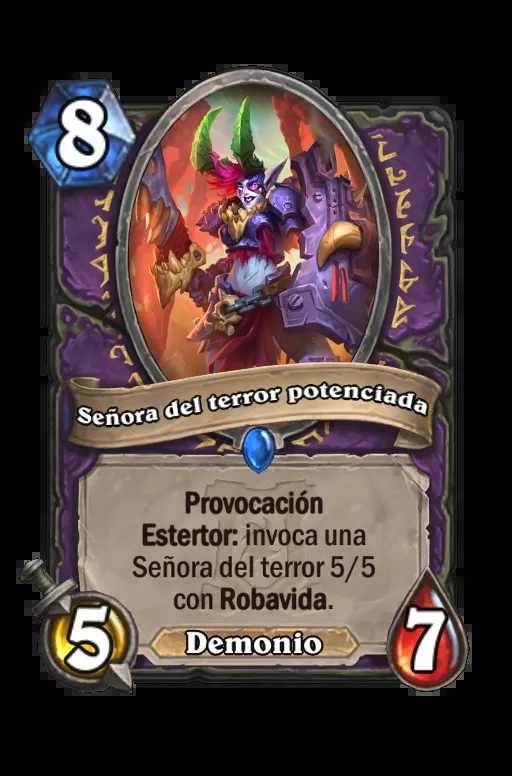 8
Señora del terror potenciada
Provocación
Estertor: invoca una
Señora del terror 5/5
con Robavida.
5
Demonio
7